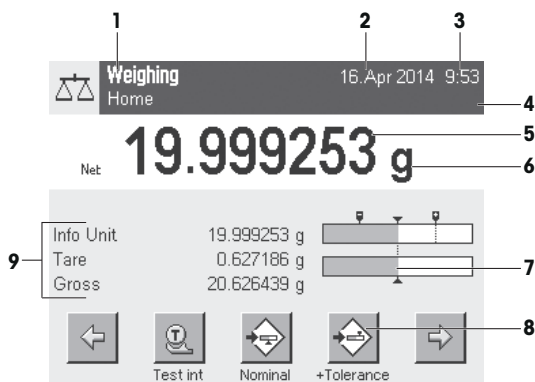 1 2 3
Weighing 16.Apr 2014 9:53
Home
4
5
Net 19.999253 g
6
Info Unit 19.999253 g
9 Tare 0.627186 g
7
Gross 20.626439 g
8
Test int Nominal +Tolerance